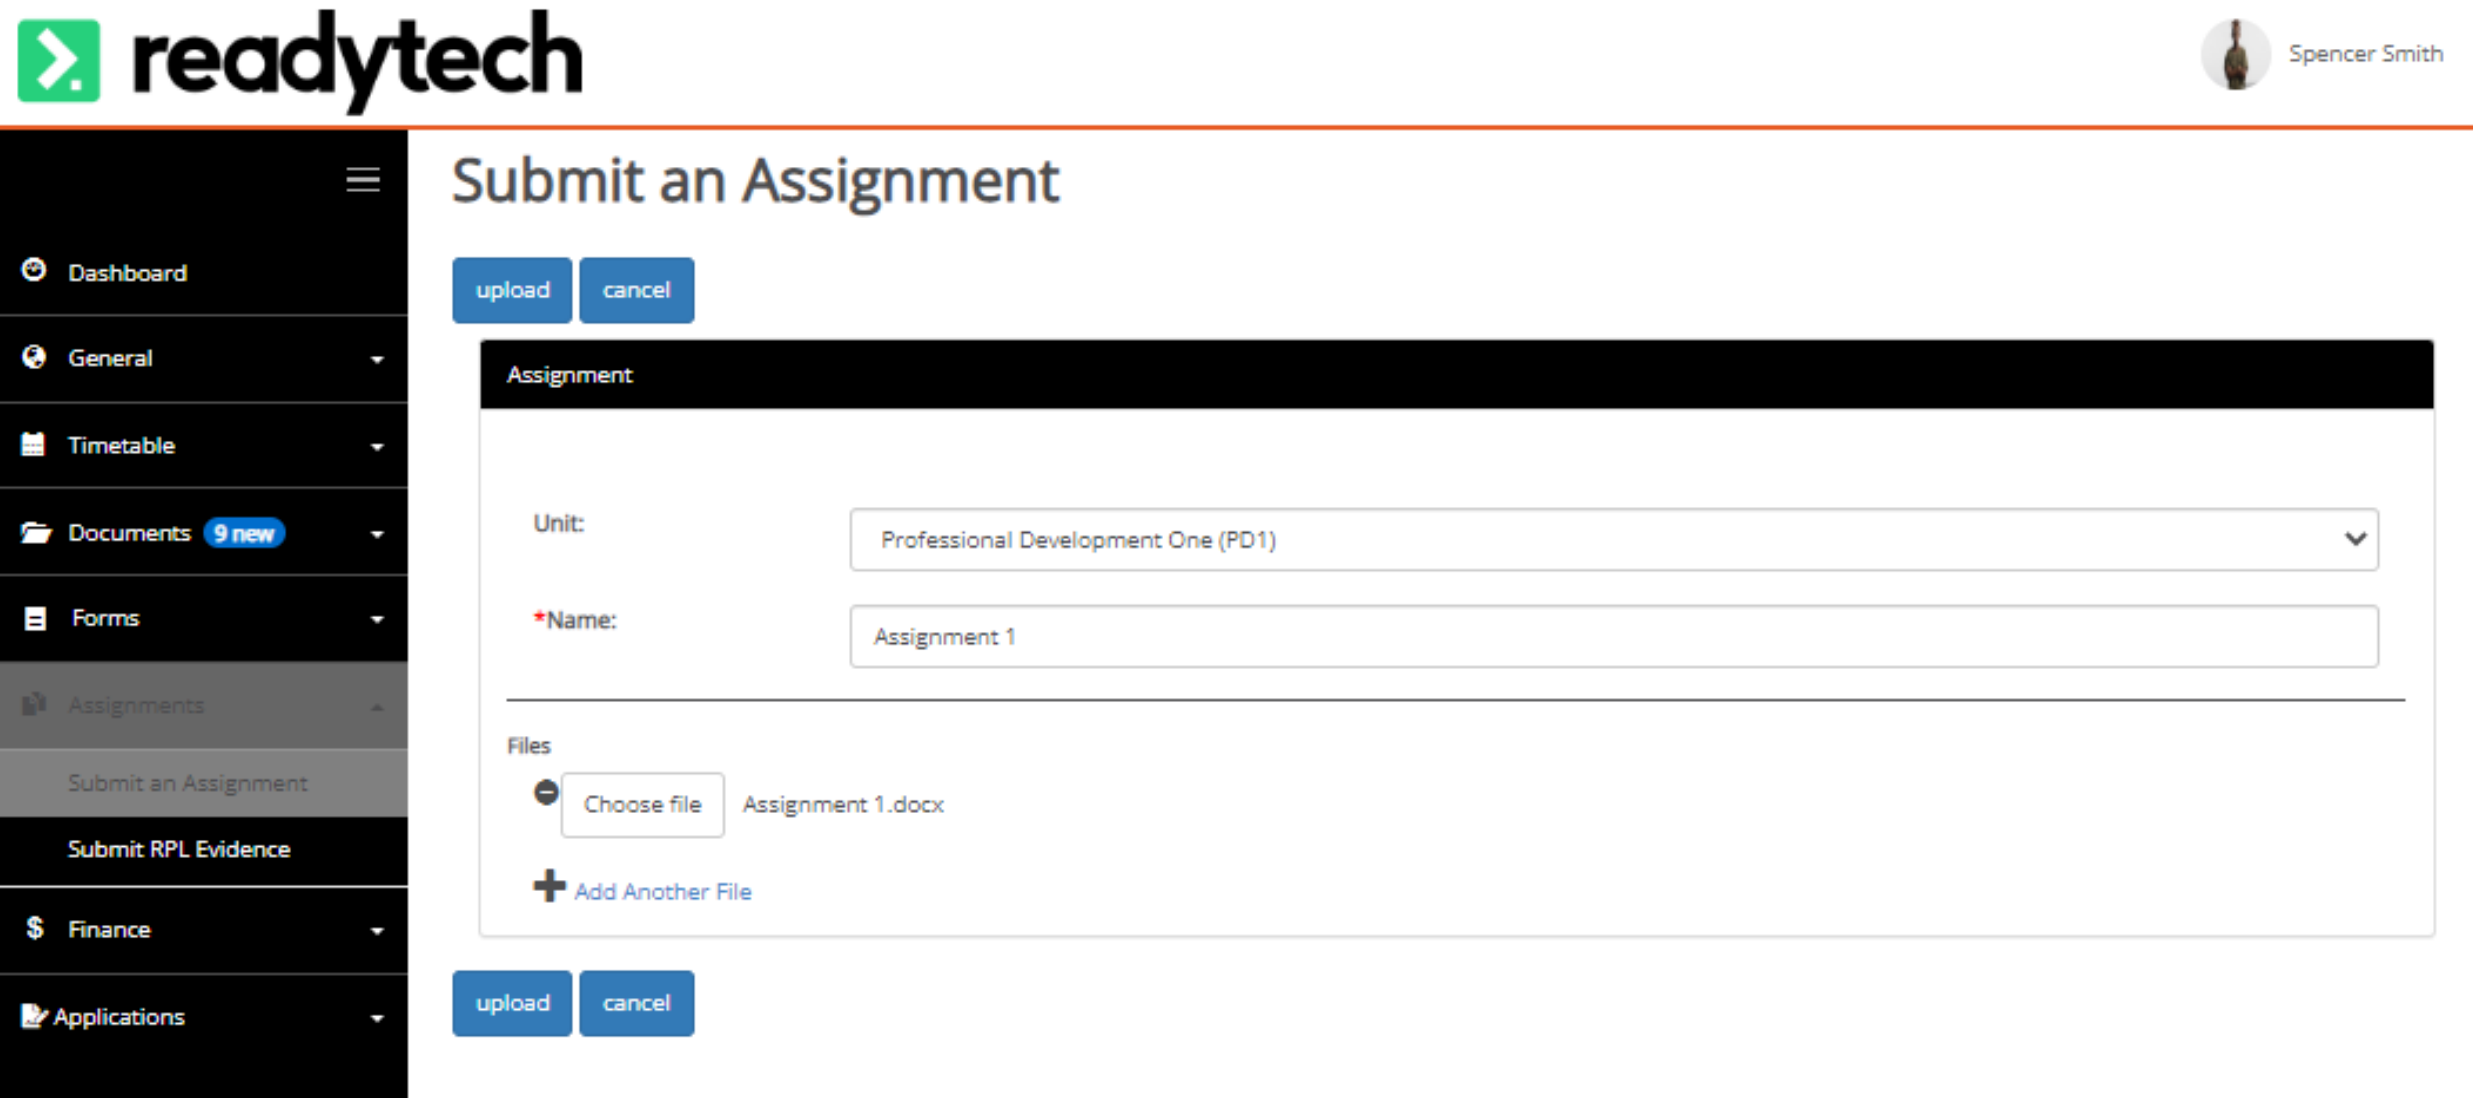 readytech
Spencer Smith
Dashboard
General
Timetable
Documents 9 new
Forms
Assignments
Submit an Assignment
Submit RPL Evidence
$ Finance
Applications
Submit an Assignment
upload cancel
Assignment
Unit: Professional Development One (PD1)
*Name: Assignment 1
Files
Choose file Assignment 1.docx
Add Another File
upload cancel